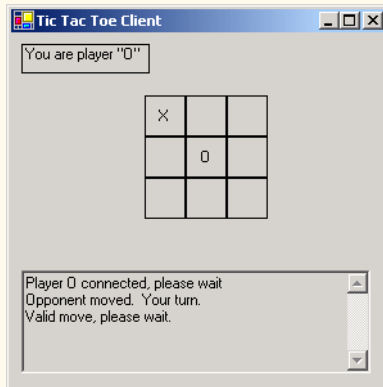 Tic Tac Toe Client
You are player "O"
X
O
Player O connected, please wait
Opponent moved.  Your turn.
Valid move, please wait.